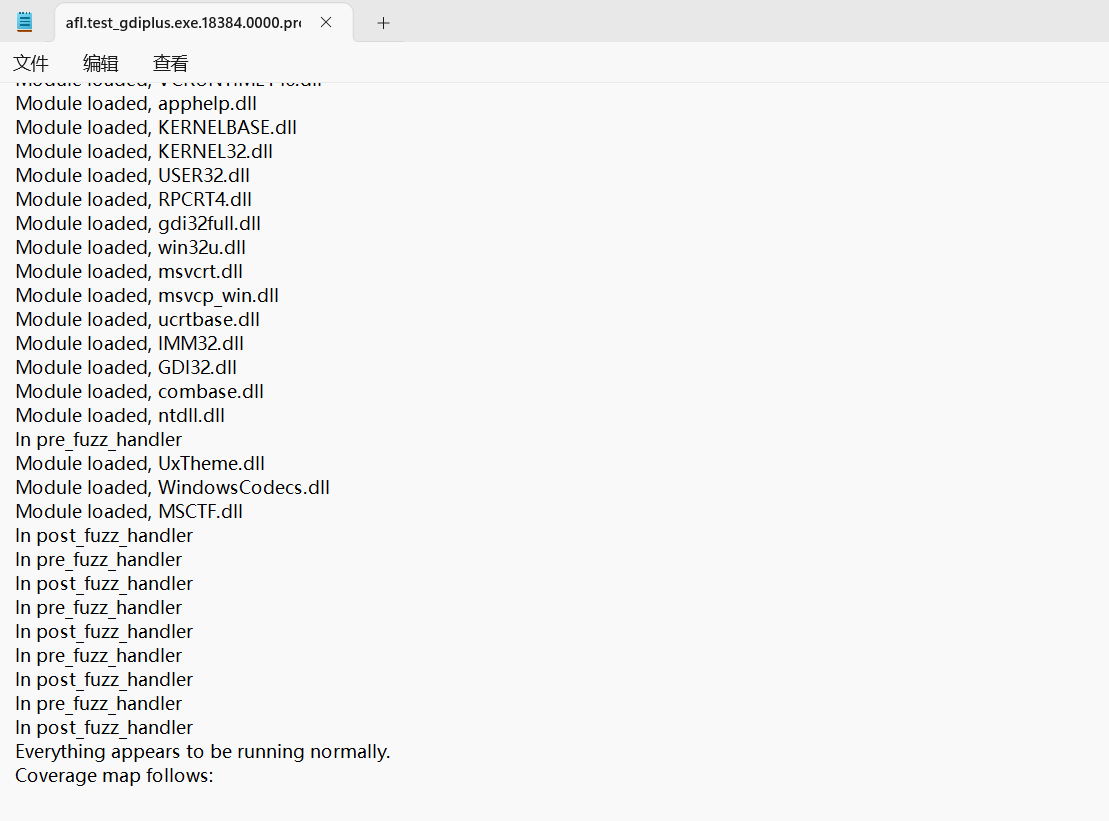 afl.test_gdiplus.exe.18384.0000.pr
文件 编辑 查看
Module loaded,
Module loaded, apphelp.dll
Module loaded, KERNELBASE.dll
Module loaded, KERNEL32.dll
Module loaded, USER32.dll
Module loaded, RPCRT4.dll
Module loaded, gdi32full.dll
Module loaded, win32u.dll
Module loaded, msvcrt.dll
Module loaded, msvcp_win.dll
Module loaded, ucrtbase.dll
Module loaded, IMM32.dll
Module loaded, GDI32.dll
Module loaded, combase.dll
Module loaded, ntdll.dll
In pre_fuzz_handler
Module loaded, UxTheme.dll
Module loaded, WindowsCodecs.dll
Module loaded, MSCTF.dll
In post_fuzz_handler
In pre_fuzz_handler
In post_fuzz_handler
In pre_fuzz_handler
In post_fuzz_handler
In pre_fuzz_handler
In post_fuzz_handler
In pre_fuzz_handler
In post_fuzz_handler
Everything appears to be running normally.
Coverage map follows: